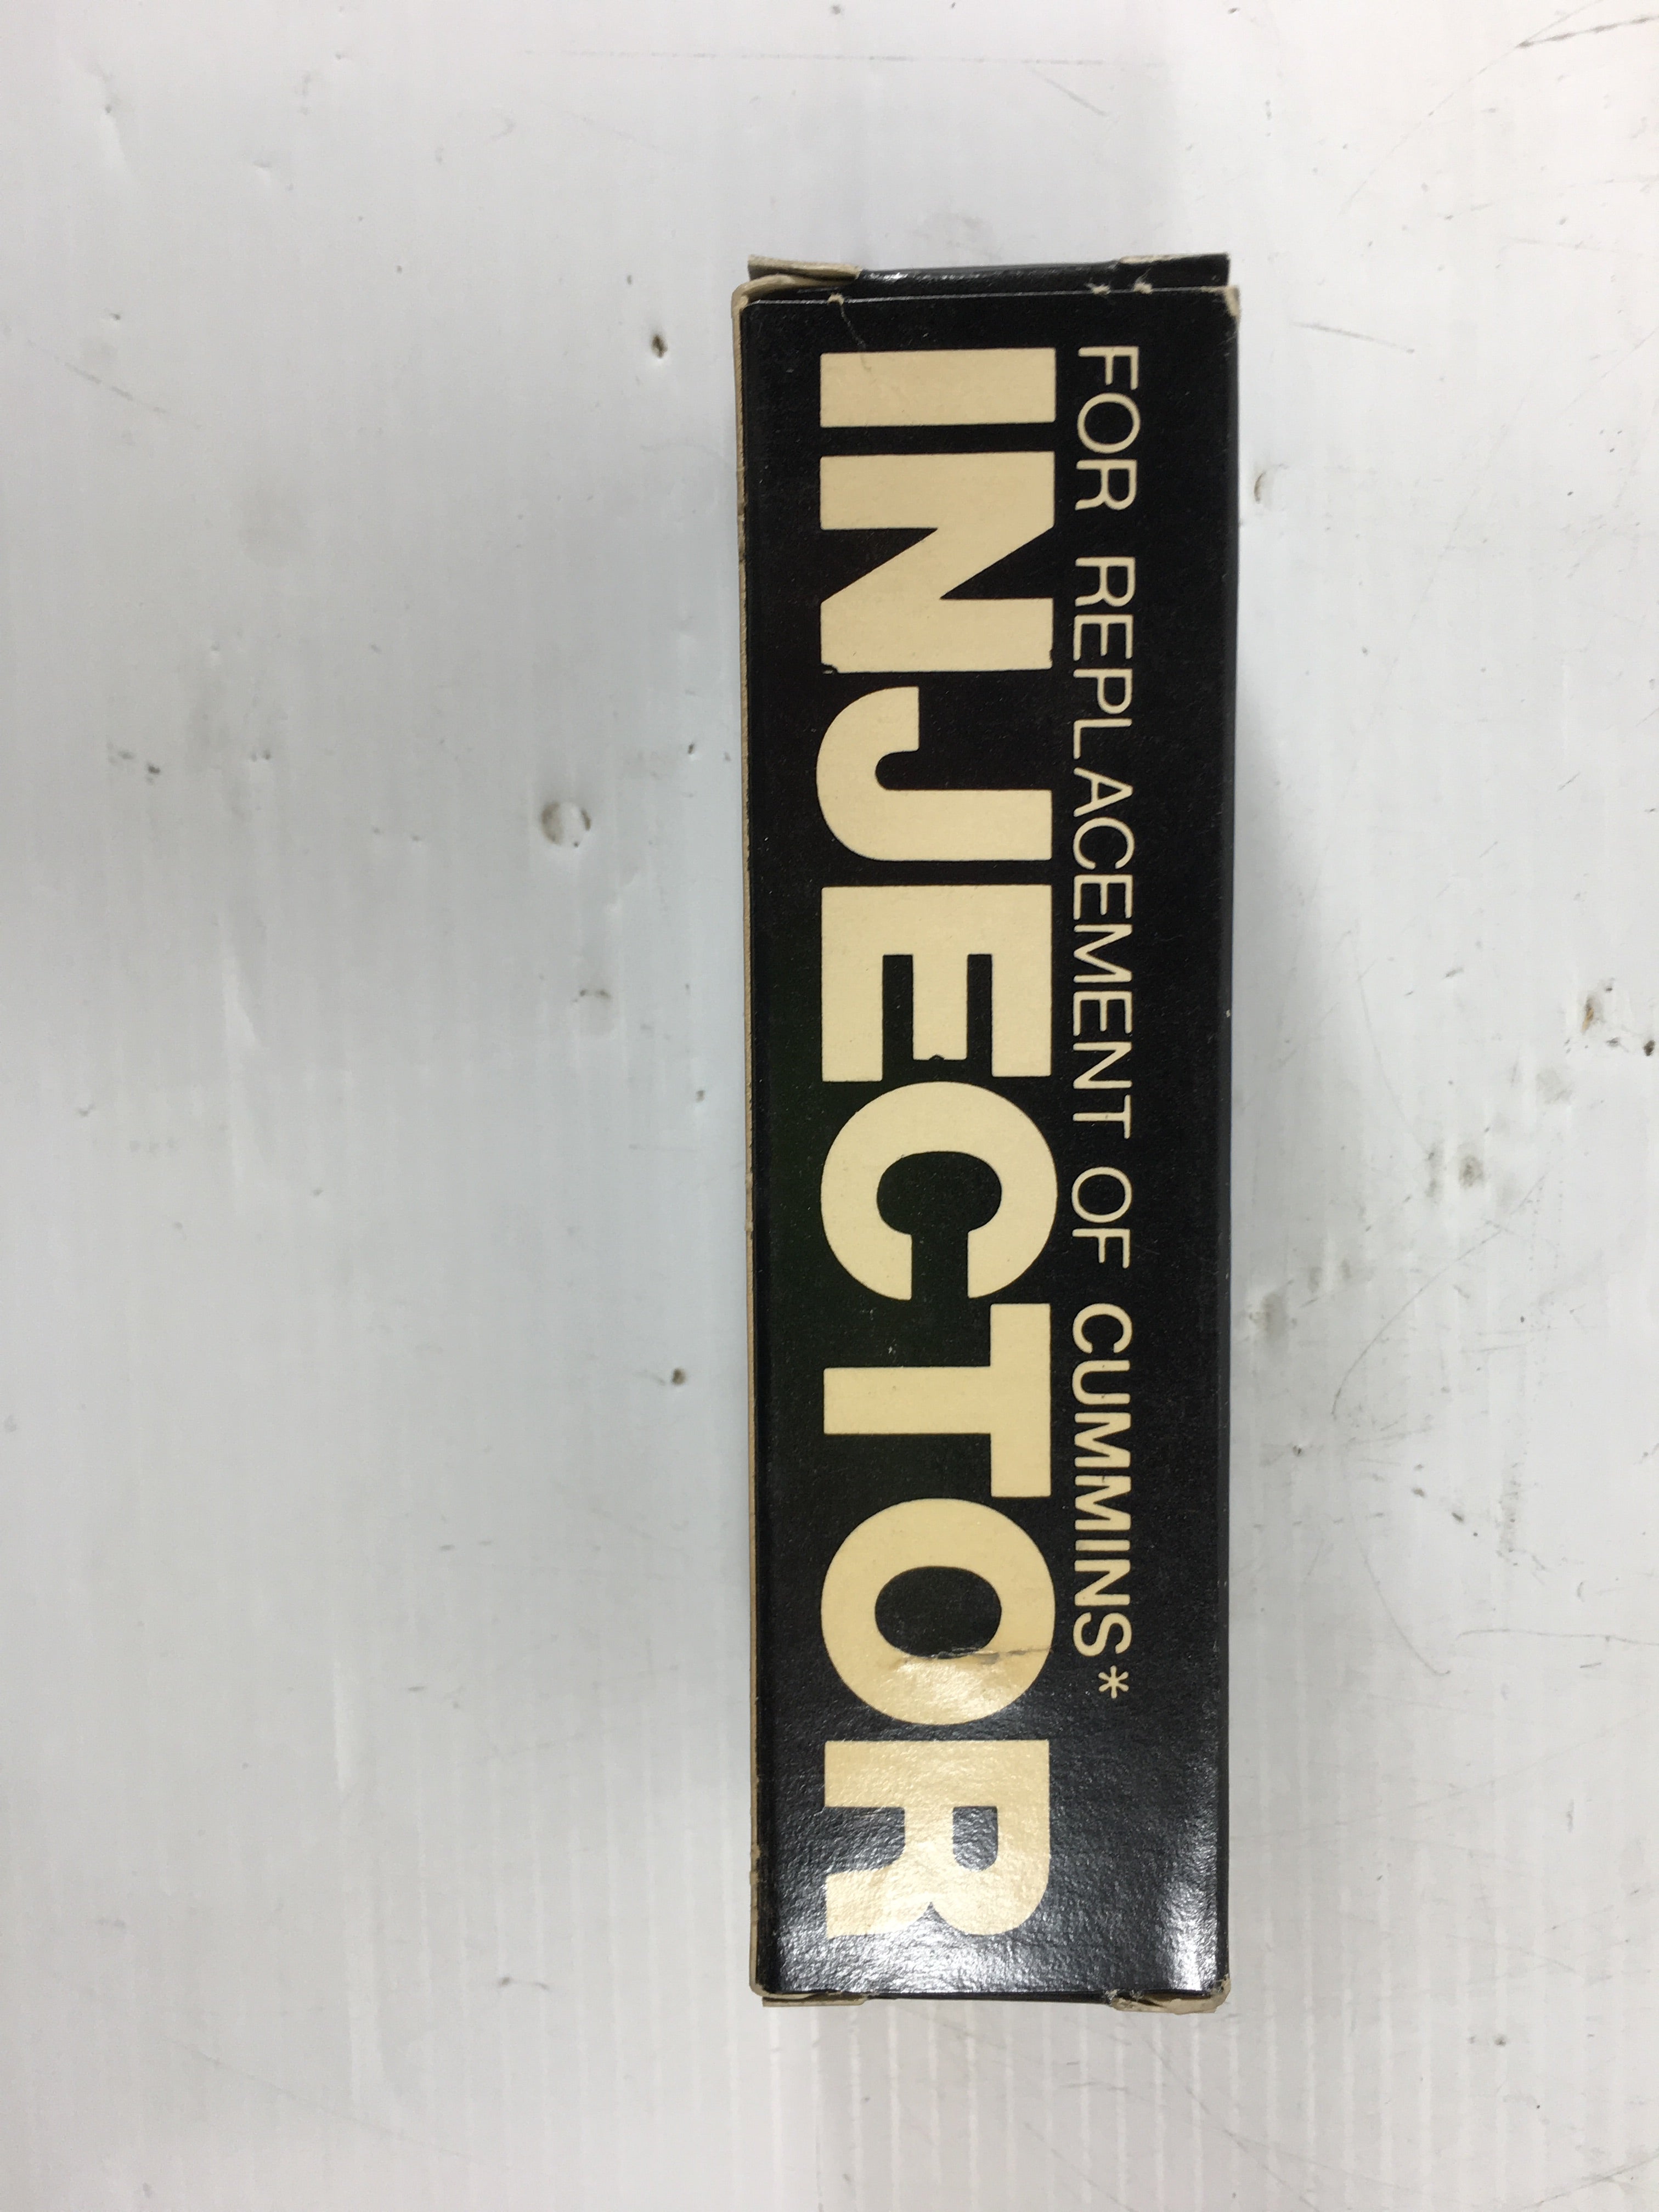 FOR REPLACEMENT OF CUMMINS*
INJECTOR